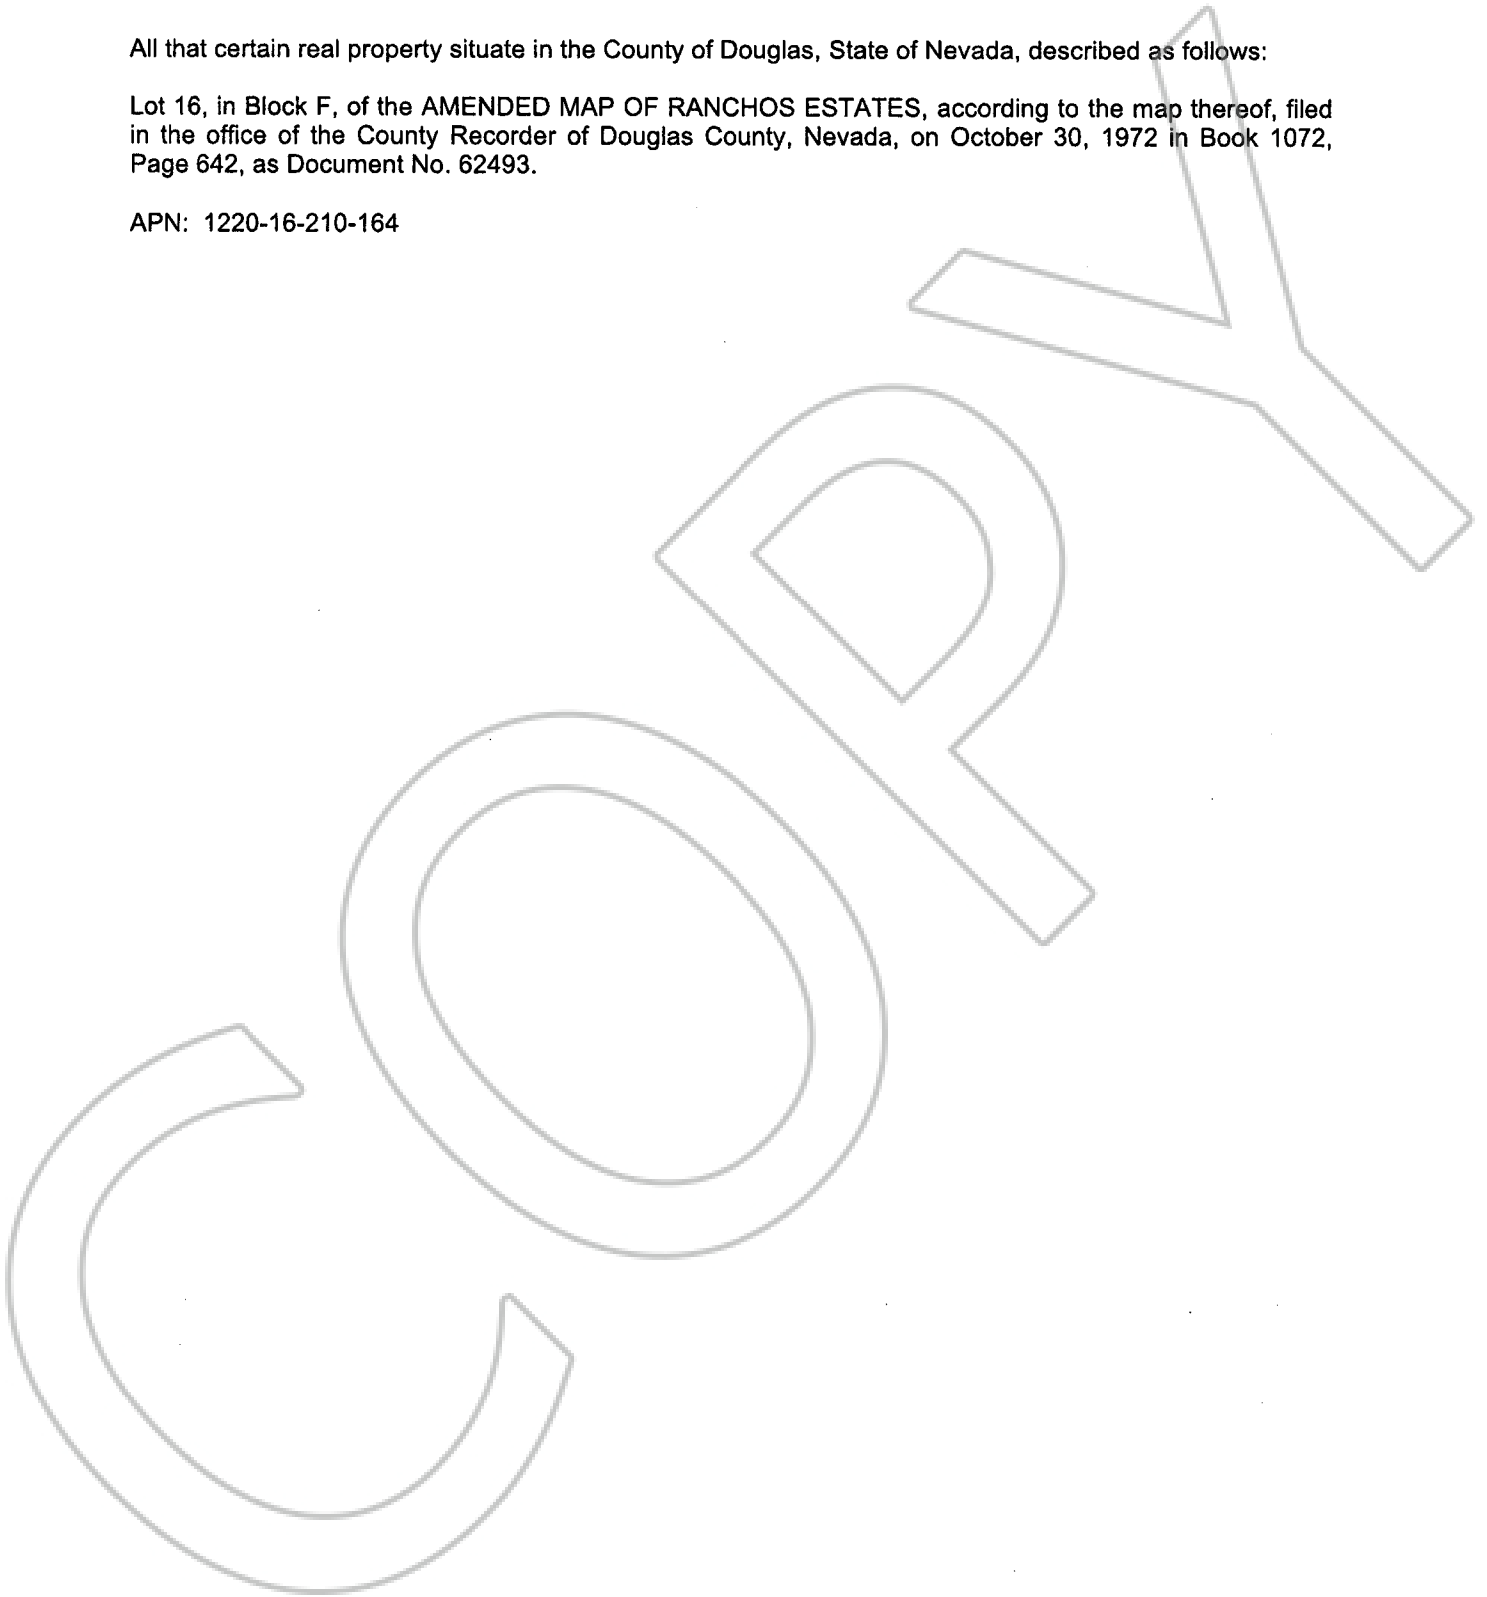 All that certain real property situate in the County of Douglas, State of Nevada, described as follows:
Lot 16, in Block F, of the AMENDED MAP OF RANCHOS ESTATES, according to the map thereof, filed
in the office of the County Recorder of Douglas County, Nevada, on October 30, 1972 in Book 1072,
Page 642, as Document No. 62493.
APN: 1220-16-210-164
COPY